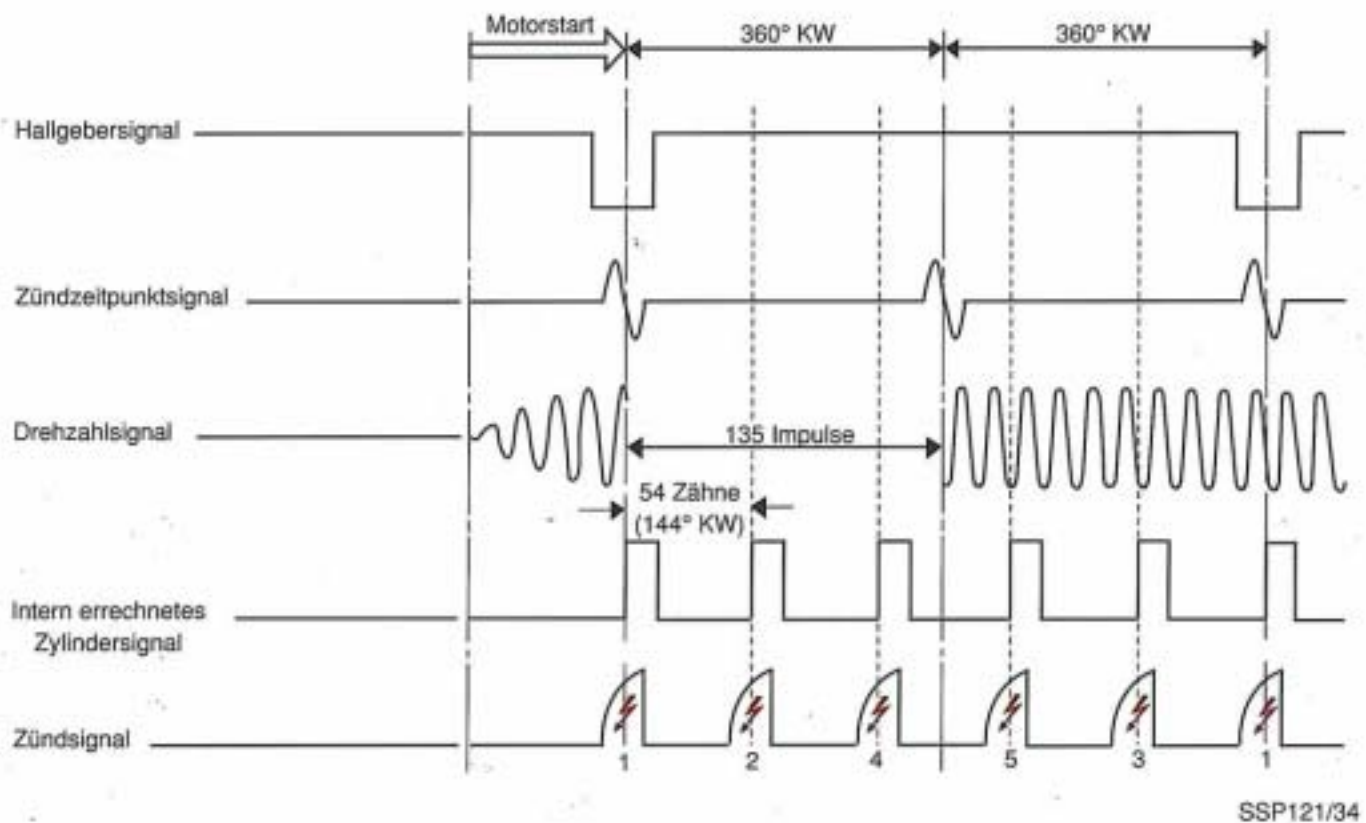 Motorstart
360° KW
360° KW
Hallgebersignal
Zündzeitpunktsignal
Drehzahlsignal
135 Impulse
54 Zähne
(144° KW)
Intern errechnetes
Zylindersignal
Zündsignal
1
2
4
5
3
1
SSP121/34